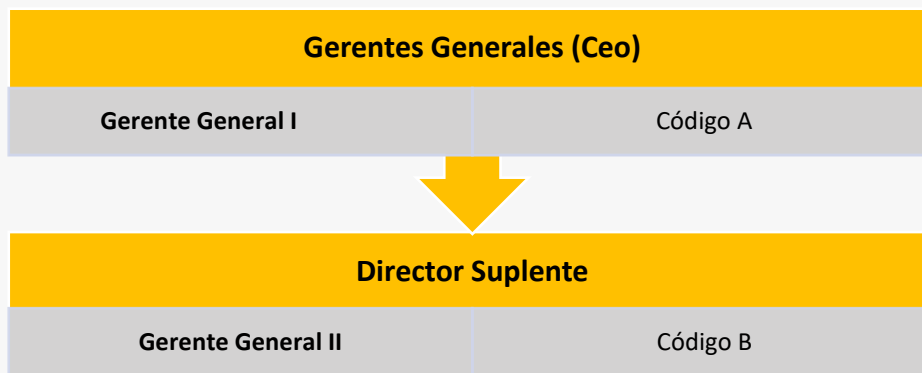 Gerentes Generales (Ceo)
Gerente General I Código A
Director Suplente
Gerente General II Código B